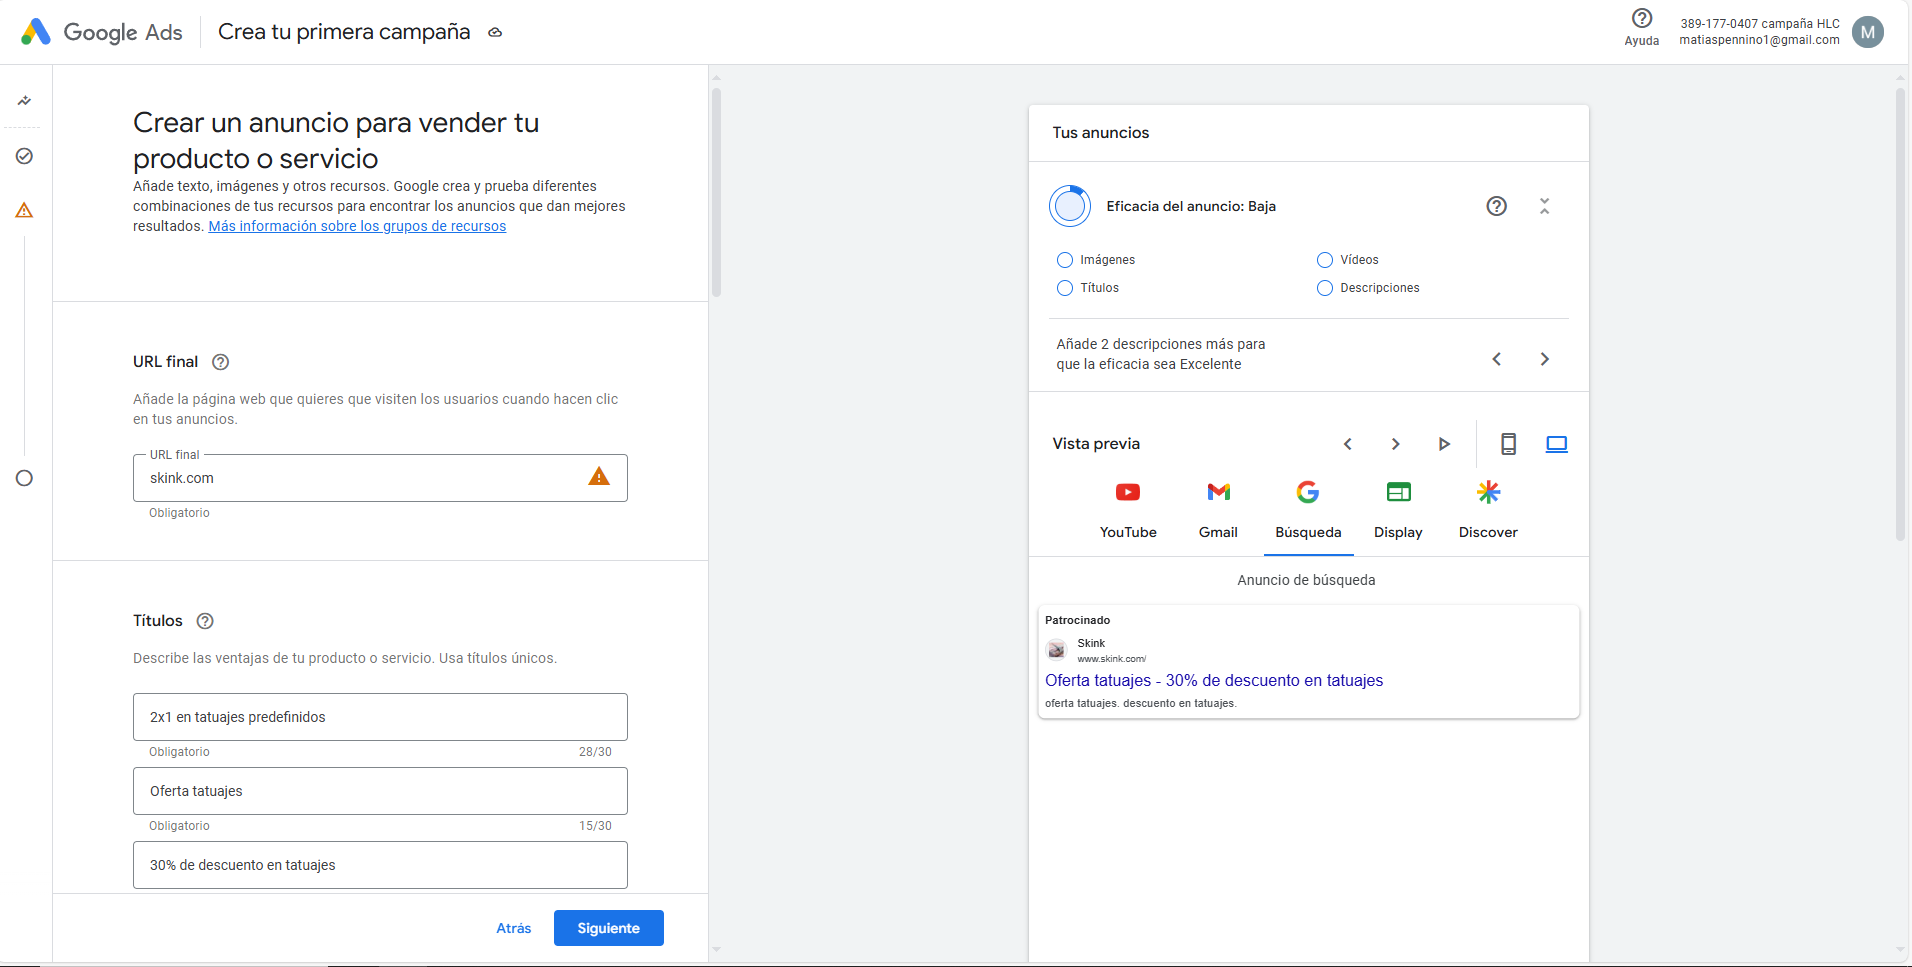 Google Ads
Crea tu primera campaña
Ayuda
389-177-0407 campaña HLC
matiaspennino1@gmail.com
M
Crear un anuncio para vender tu
producto o servicio
Añade texto, imágenes y otros recursos. Google crea y prueba diferentes
combinaciones de tus recursos para encontrar los anuncios que dan mejores
resultados. Más información sobre los grupos de recursos
URL final
Añade la página web que quieres que visiten los usuarios cuando hacen clic
en tus anuncios.
URL final
skink.com
Obligatorio
Títulos
Describe las ventajas de tu producto o servicio. Usa títulos únicos.
2x1 en tatuajes predefinidos
Obligatorio 28/30
Oferta tatuajes
Obligatorio 15/30
30% de descuento en tatuajes
Atrás
Siguiente
Tus anuncios
Eficacia del anuncio: Baja
Imágenes
Vídeos
Títulos
Descripciones
Añade 2 descripciones más para
que la eficacia sea Excelente
Vista previa
YouTube
Gmail
Búsqueda
Display
Discover
Anuncio de búsqueda
Patrocinado
Skink
www.skink.com/
Oferta tatuajes - 30% de descuento en tatuajes
oferta tatuajes. descuento en tatuajes.